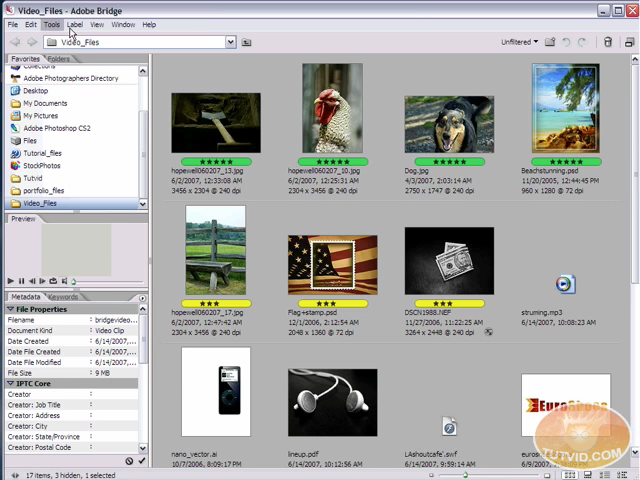 Video_Files - Adobe Bridge
File Edit Tools Label View Window Help
Video_Files
Unfiltered
Favorites Folders
Collections
Adobe Photographers Directory
Desktop
My Documents
My Pictures
Adobe Photoshop CS2
Files
Tutorial_files
StockPhotos
Tutvid
portfolio_files
Video_Files
Preview
Metadata Keywords
File Properties
Filename : bridgevideo
Document Kind : Video Clip
Date Created : 6/14/2007,
Date File Created : 6/14/2007,
Date File Modified : 6/14/2007,
File Size : 9 MB
IPTC Core
Creator :
Creator: Job Title :
Creator: Address :
Creator: City :
Creator: State/Province :
Creator: Postal Code :
17 items, 3 hidden, 1 selected
hopewell060207_13.jpg
6/2/2007, 12:33:08 AM
3456 x 2304 @ 240 dpi
hopewell060207_10.jpg
6/2/2007, 12:25:31 AM
3456 x 2304 @ 240 dpi
Dog.jpg
4/3/2007, 2:03:14 AM
2750 x 1747 @ 240 dpi
Beachstunning.psd
11/20/2005, 12:44:45 PM
960 x 1280 @ 72 dpi
hopewell060207_17.jpg
6/2/2007, 12:47:42 AM
2304 x 3456 @ 240 dpi
Flag+stamp.psd
12/1/2006, 2:12:54 AM
2048 x 1360 @ 72 dpi
DSCN1988.NEF
11/27/2006, 11:22:25 AM
3264 x 2448 @ 240 dpi
struming.mp3
6/14/2007, 10:08:23 AM
nano_vector.ai
10/7/2006, 8:09:17 PM
lineup.pdf
6/14/2007, 10:12:56 AM
LAshoutcafe'.swf
6/14/2007, 9:59:14 AM
TUTVID.COM